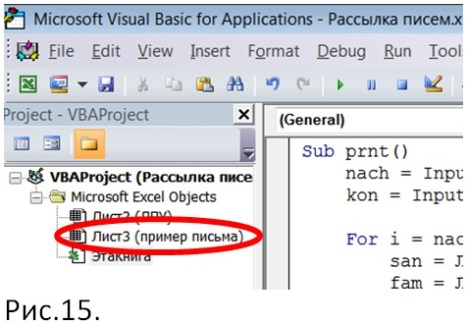 Microsoft Visual Basic for Applications - Рассылка писем.x
File Edit View Insert Format Debug Run Tool
Project - VBAProject
(General)
VBAProject (Рассылка писе
Microsoft Excel Objects
Лист2 (ЛПУ)
Лист3 (пример письма)
ЭтаКнига
Sub prnt()
nach = Inpu
kon = Input
For i = nac
san = Л
fam = Л
Рис.15.